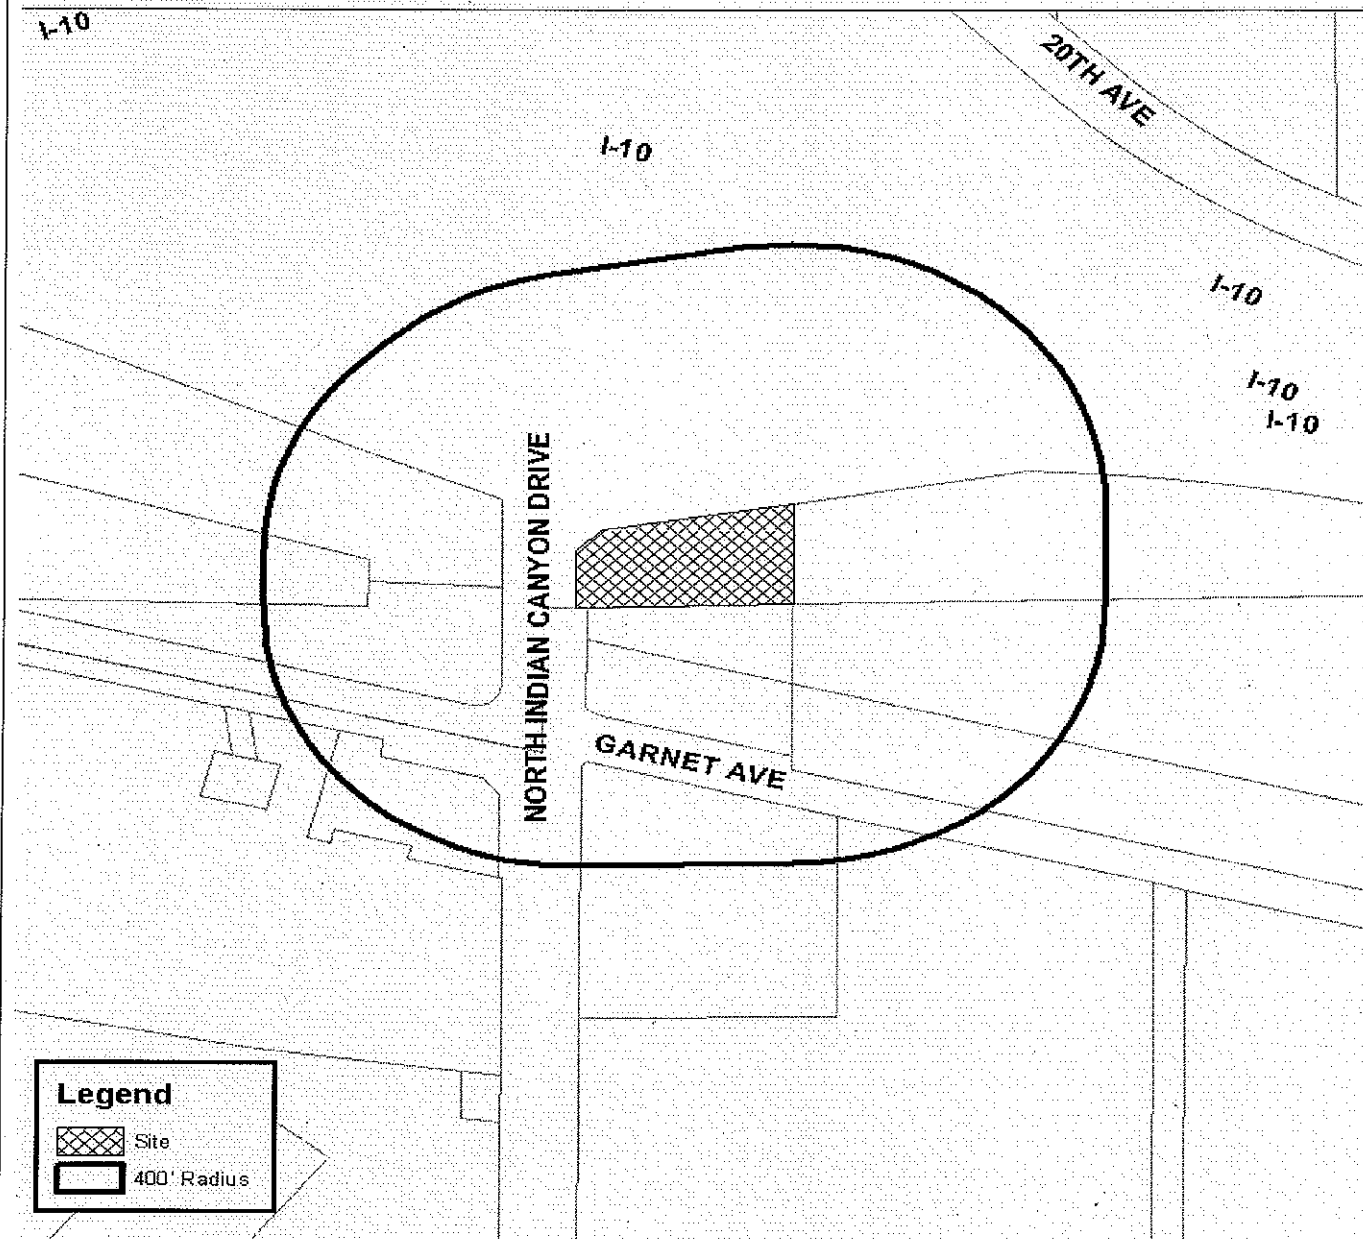 I-10
20TH AVE
I-10
I-10
I-10
I-10
NORTH INDIAN CANYON DRIVE
GARNET AVE
Legend
Site
400' Radius